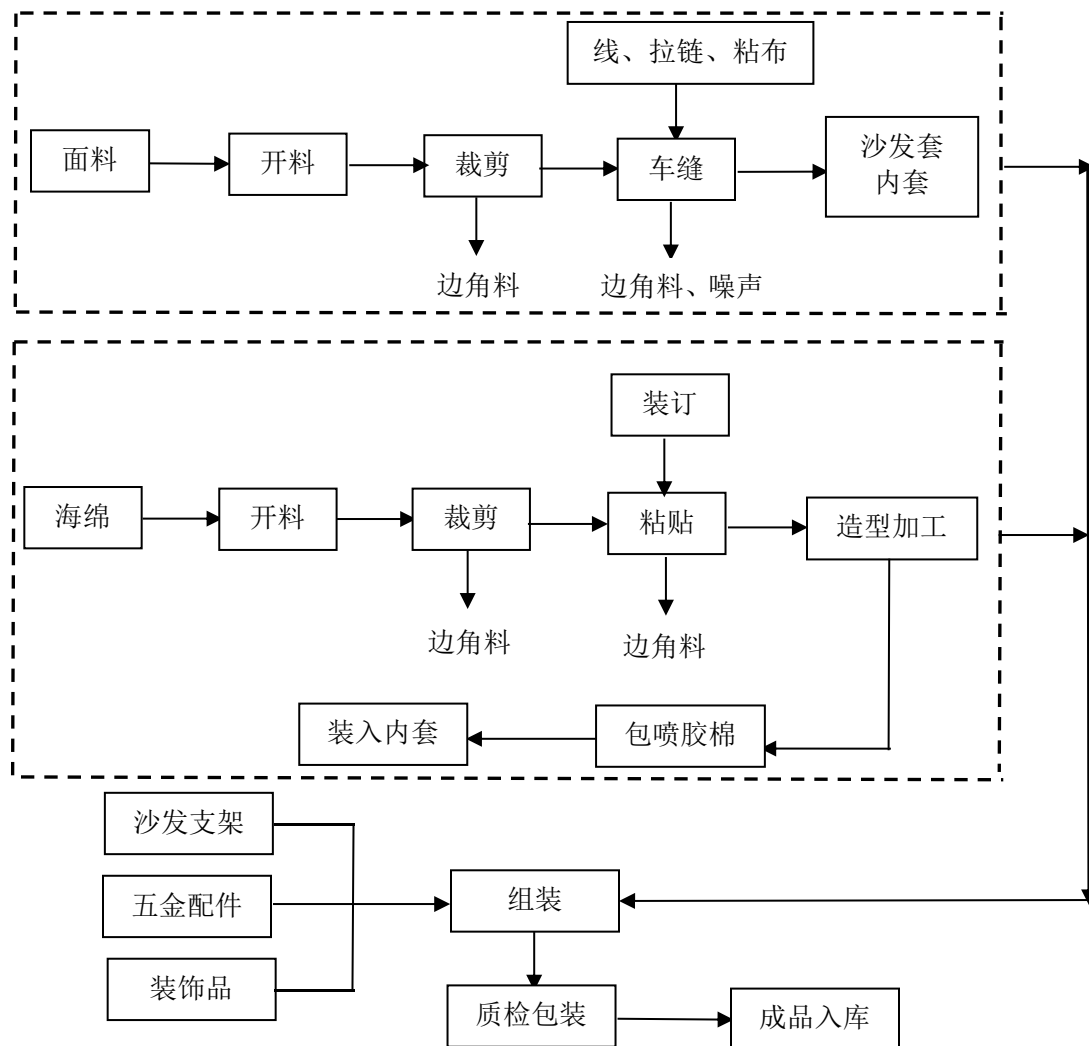 线、拉链、粘布
面料
开料
裁剪
车缝
沙发套
内套
边角料
边角料、噪声
装订
海绵
开料
裁剪
粘贴
造型加工
边角料
边角料
装入内套
包喷胶棉
沙发支架
五金配件
组装
装饰品
质检包装
成品入库